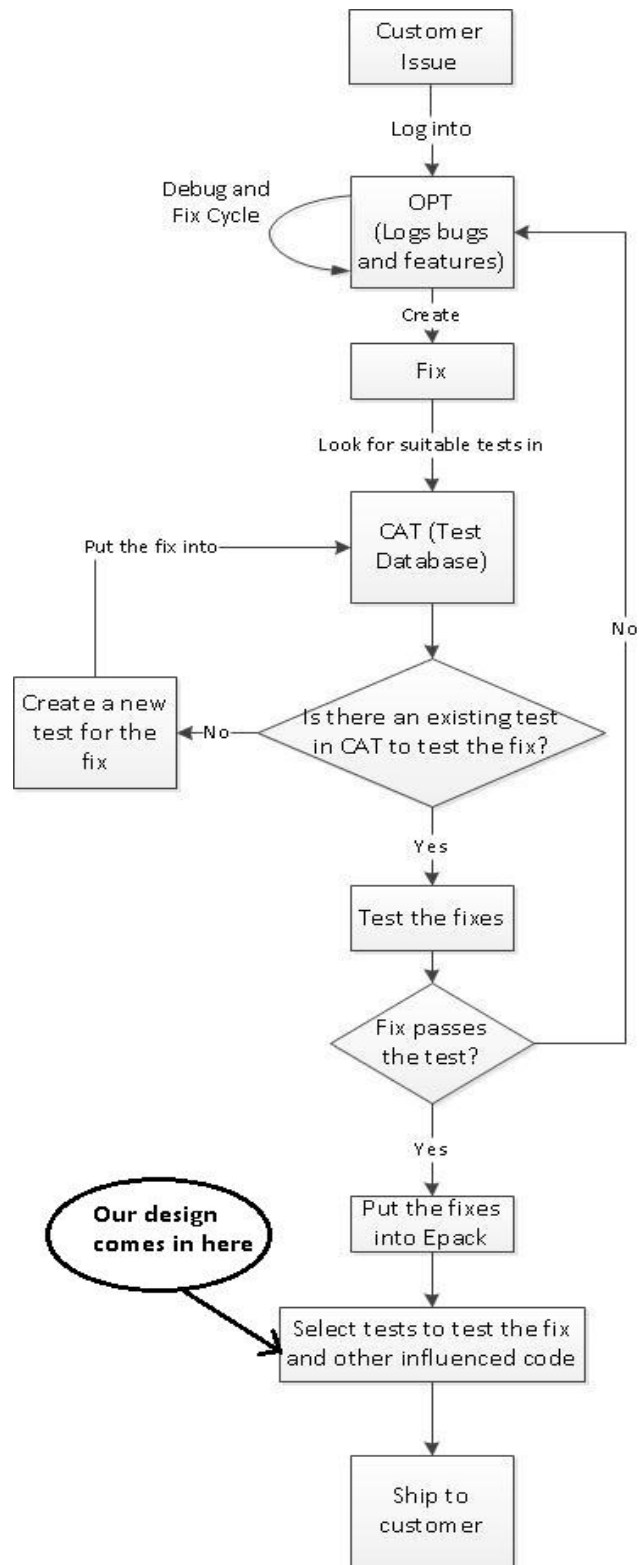 Customer
Issue
Log into
Debug and
Fix Cycle
OPT
(Logs bugs
and features)
Create
Fix
Look for suitable tests in
CAT (Test
Database)
Put the fix into
No
Create a new
test for the
fix
No
Is there an existing test
in CAT to test the fix?
Yes
Test the fixes
Fix passes
the test?
Yes
Put the fixes
into Epack
Our design
comes in here
Select tests to test the fix
and other influenced code
Ship to
customer